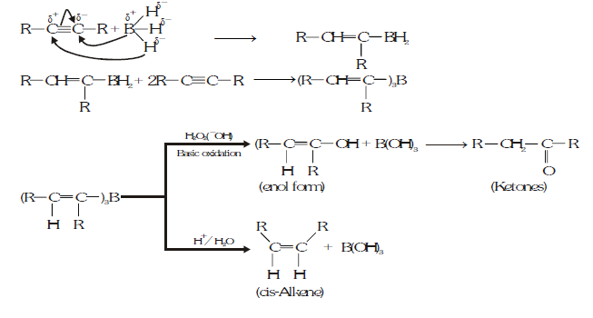 δ⁺ δ⁻ δ⁺ H δ⁻
R–C≡C–R + B–H δ⁻ ⟶ R–CH=C–BH₂
H δ⁻ R
R–CH=C–BH₂ + 2R–C≡C–R ⟶ (R–CH=C–)₃B
R R
H₂O₂(⁻OH)
(R–C=C–OH + B(OH)₃ ⟶ R–CH₂–C–R
Basic oxidation
H R O
(enol form) (Ketones)
(R–C=C–)₃B
H R
R R
H⁺/H₂O
C=C + B(OH)₃
H H
(cis-Alkene)